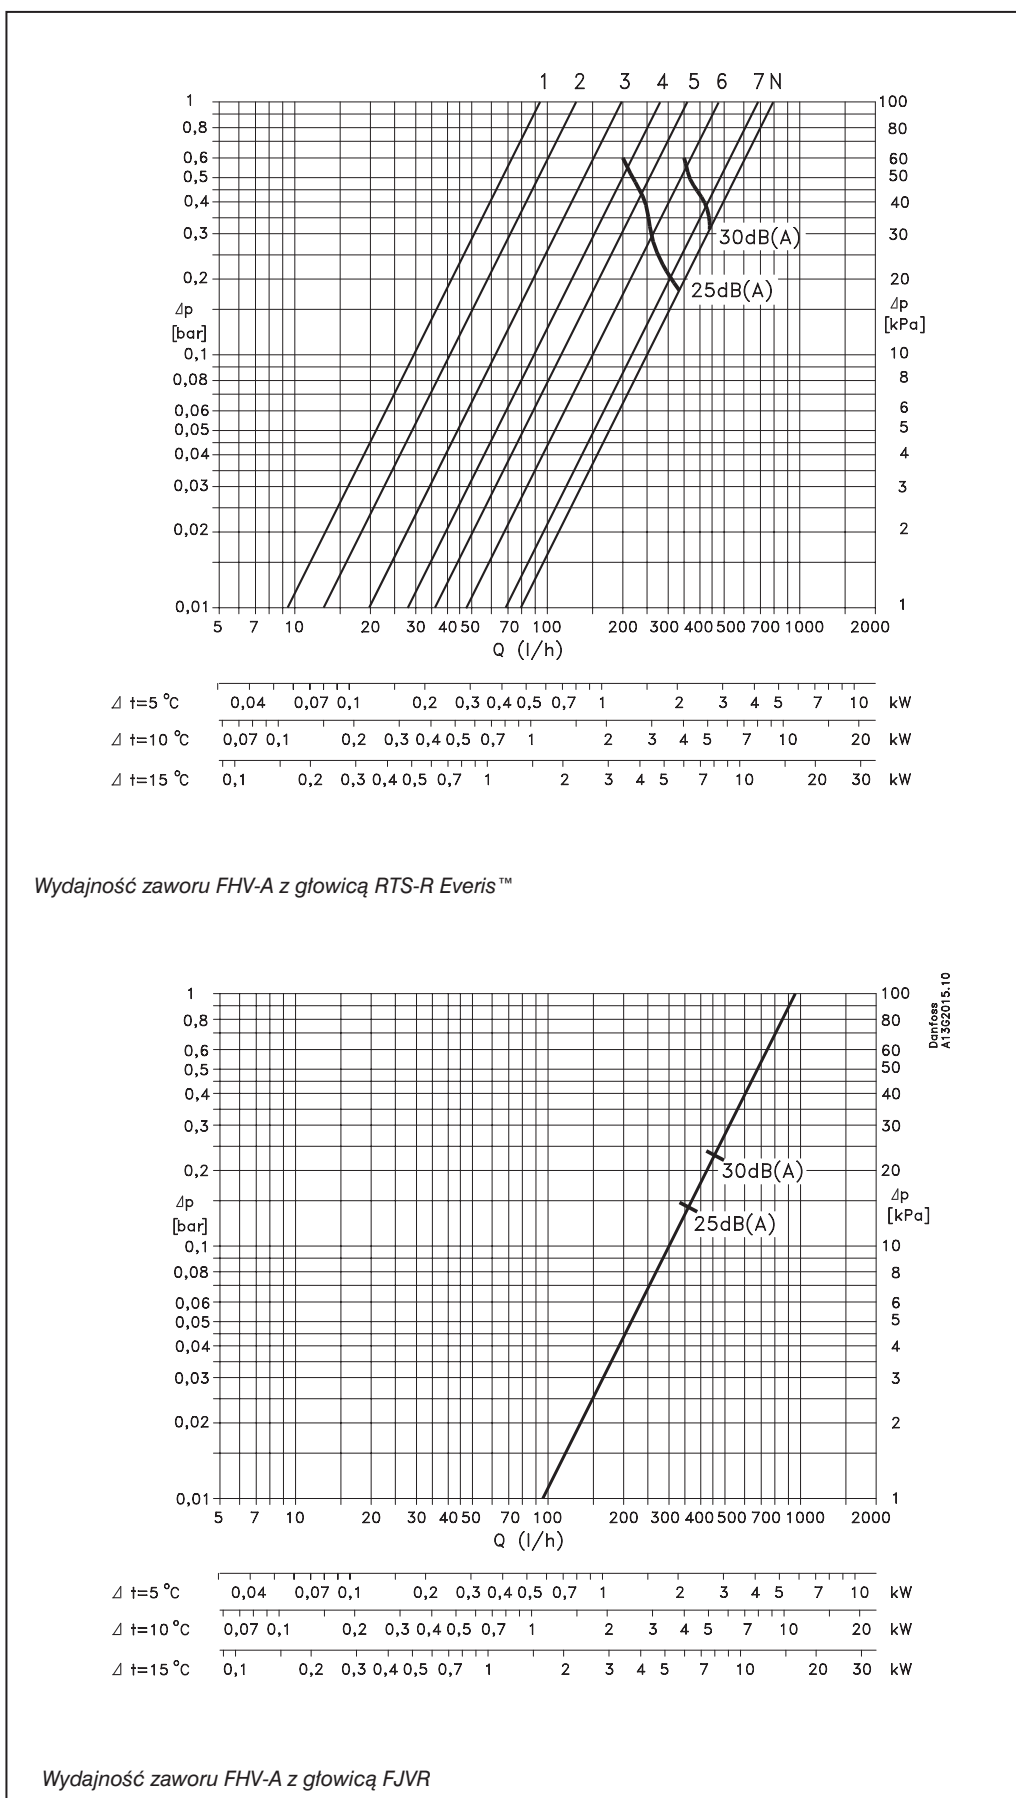 1 2 3 4 5 6 7 N
1 100
0,8 80
0,6 60
0,5 50
0,4 40
0,3 30
30dB(A)
0,2 20
25dB(A)
Δp Δp
[bar] [kPa]
0,1 10
0,08 8
0,06 6
0,05 5
0,04 4
0,03 3
0,02 2
0,01 1
5 7 10 20 30 40 50 70 100 200 300 400 500 700 1000 2000
Q (l/h)
Δ t=5 °C 0,04 0,07 0,1 0,2 0,3 0,4 0,5 0,7 1 2 3 4 5 7 10 kW
Δ t=10 °C 0,07 0,1 0,2 0,3 0,4 0,5 0,7 1 2 3 4 5 7 10 20 kW
Δ t=15 °C 0,1 0,2 0,3 0,4 0,5 0,7 1 2 3 4 5 7 10 20 30 kW
Wydajność zaworu FHV-A z głowicą RTS-R Everis™
Danfoss
A13G2015.10
1 100
0,8 80
0,6 60
0,5 50
0,4 40
0,3 30
0,2 20
30dB(A)
Δp Δp
[bar] [kPa]
25dB(A)
0,1 10
0,08 8
0,06 6
0,05 5
0,04 4
0,03 3
0,02 2
0,01 1
5 7 10 20 30 40 50 70 100 200 300 400 500 700 1000 2000
Q (l/h)
Δ t=5 °C 0,04 0,07 0,1 0,2 0,3 0,4 0,5 0,7 1 2 3 4 5 7 10 kW
Δ t=10 °C 0,07 0,1 0,2 0,3 0,4 0,5 0,7 1 2 3 4 5 7 10 20 kW
Δ t=15 °C 0,1 0,2 0,3 0,4 0,5 0,7 1 2 3 4 5 7 10 20 30 kW
Wydajność zaworu FHV-A z głowicą FJVR